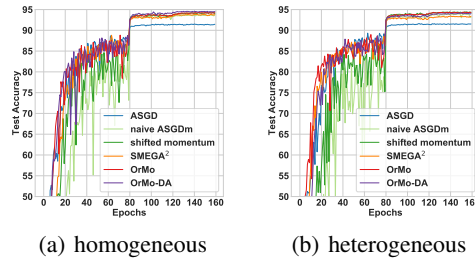 95
90
85
80
75
70
65
60
55
50
Test Accuracy
ASGD
naive ASGDm
shifted momentum
SMEGA²
OrMo
OrMo-DA
0 20 40 60 80 100 120 140 160
Epochs
(a) homogeneous
95
90
85
80
75
70
65
60
55
50
Test Accuracy
ASGD
naive ASGDm
shifted momentum
SMEGA²
OrMo
OrMo-DA
0 20 40 60 80 100 120 140 160
Epochs
(b) heterogeneous